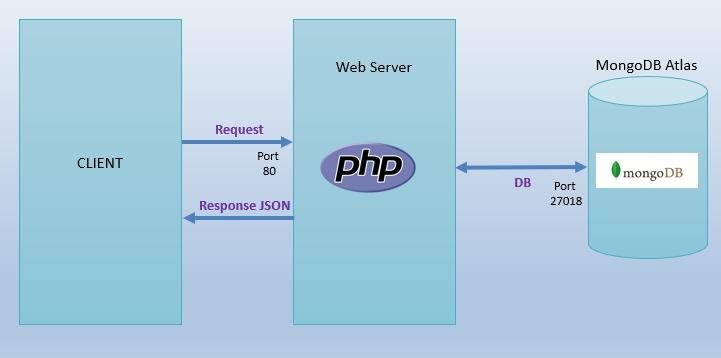 CLIENT
Request
Port
80
Response JSON
Web Server
php
DB
Port
27018
MongoDB Atlas
mongoDB